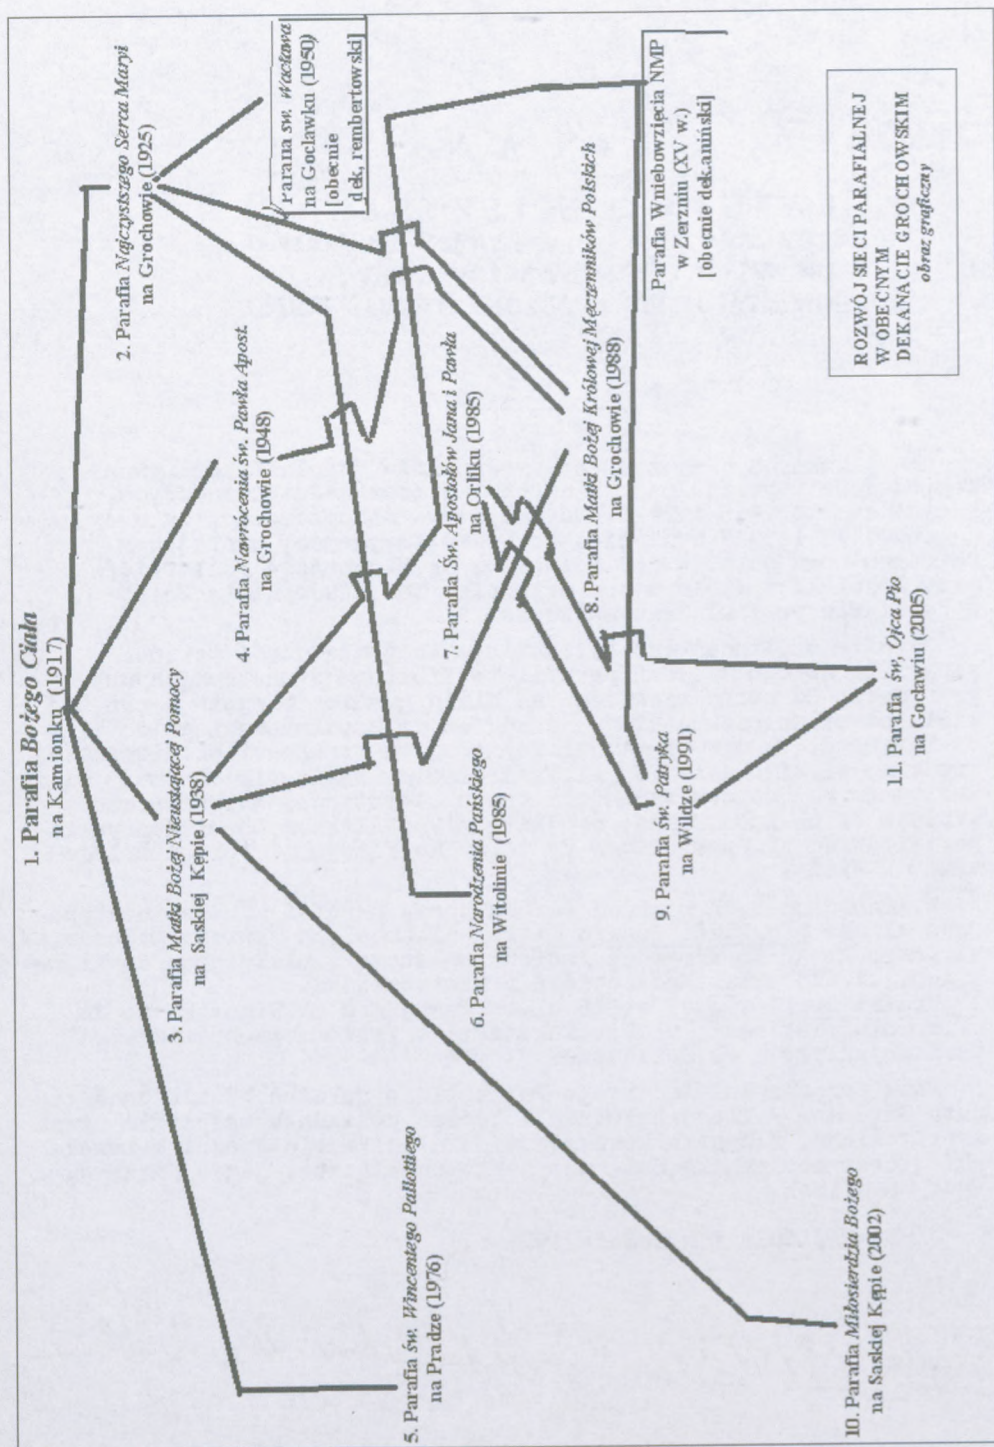 1. Parafia Bożego Ciała
na Kamionku (1917)
2. Parafia Najczystszego Serca Maryi
na Grochowie (1925)
parafia św. Wacława
na Gocławku (1950)
[obecnie
dek, rembertowski]
3. Parafia Matki Bożej Nieustającej Pomocy
na Saskiej Kępie (1938)
4. Parafia Nawrócenia św. Pawła Apost.
na Grochowie (1948)
5. Parafia św. Wincentego Pallottiego
na Pradze (1976)
6. Parafia Narodzenia Pańskiego
na Witolinie (1985)
7. Parafia Św. Apostołów Jana i Pawła
na Orliku (1985)
8. Parafia Matki Bożej Królowej Męczenników Polskich
na Grochowie (1988)
Parafia Wniebowzięcia NMP
w Zerzniu (XV w.)
[obecnie dek.aniński]
9. Parafia św. Patryka
na Wildze (1991)
10. Parafia Miłosierdzia Bożego
na Saskiej Kępie (2002)
11. Parafia św, Ojca Pio
na Gocławiu (2005)
ROZWÓJ SIECI PARAFIALNEJ
W OBECNYM
DEKANACIE GROCHOWSKIM
obraz graficzny